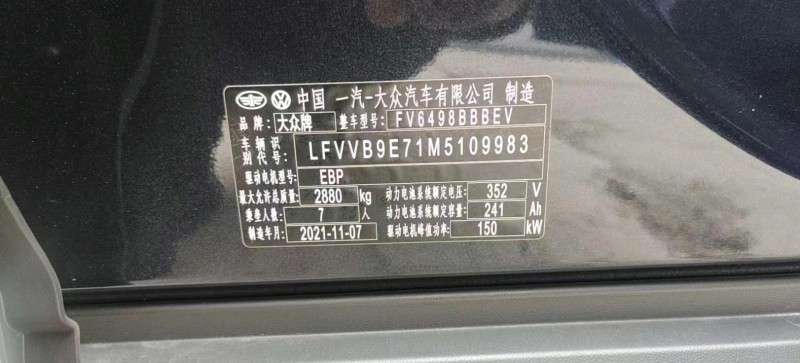 中国 一汽-大众汽车有限公司 制造
品牌: 大众牌 整车型号: FV6498BBBEV
车辆识别代号: LFVVB9E71M5109983
驱动电机型号: EBP
最大允许总质量: 2880 kg 动力电池系统额定电压: 352 V
乘坐人数: 7 人 动力电池系统额定容量: 241 Ah
制造年月: 2021-11-07 驱动电机峰值功率: 150 kW